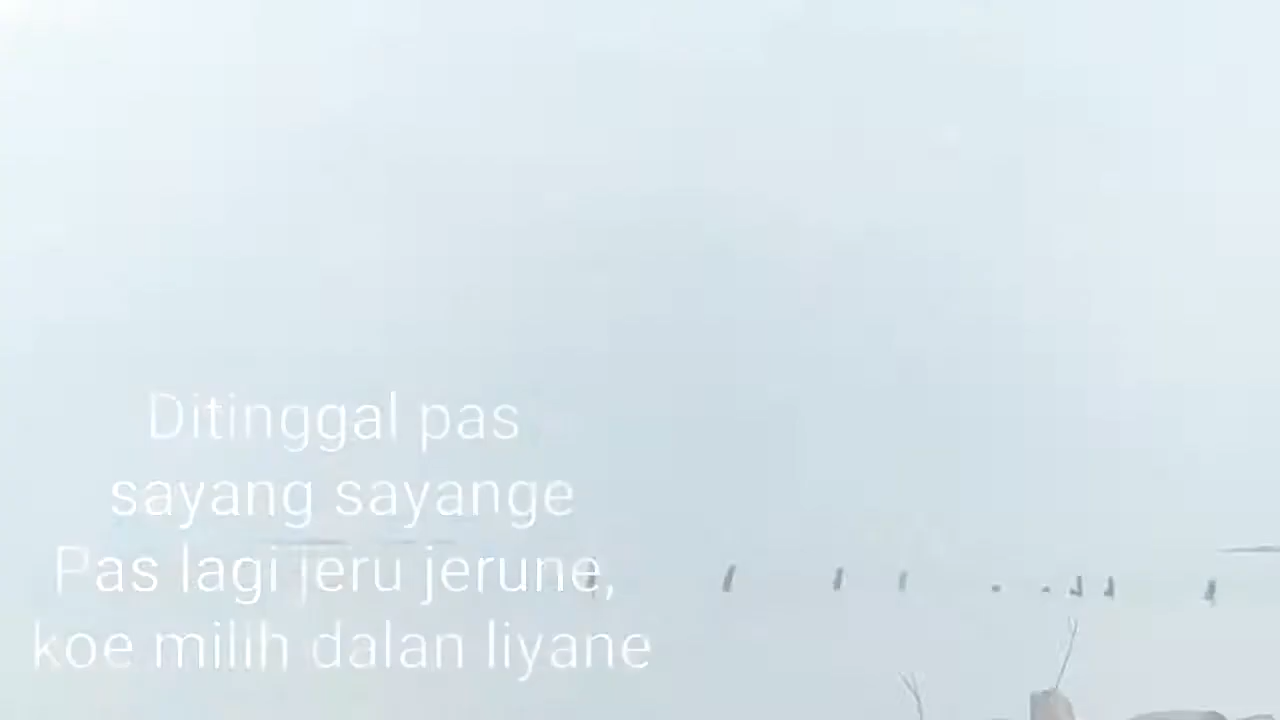 Ditinggal pas
sayang sayange
Pas lagi jeru jerune,
koe milih dalan liyane